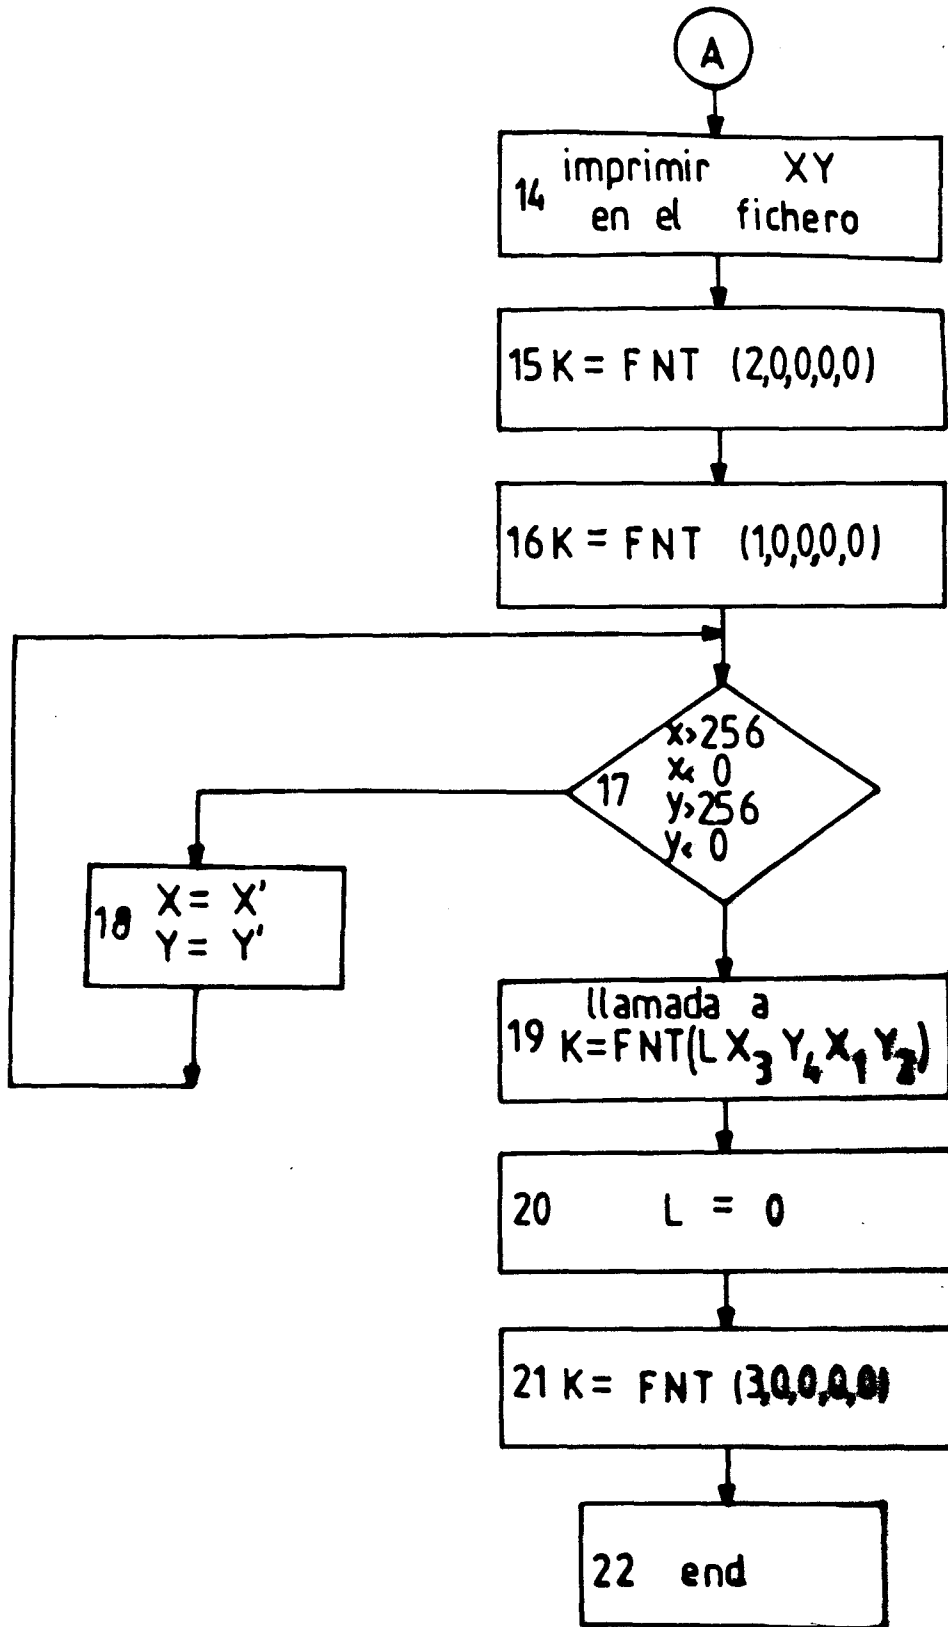 A
14 imprimir XY
en el fichero
15 K = FNT (2,0,0,0,0)
16 K = FNT (1,0,0,0,0)
17
x>256
x< 0
y>256
y< 0
18
X = X'
Y = Y'
19
llamada a
K=FNT(L X₃ Y₄ X₁ Y₂)
20 L = 0
21 K = FNT (3,0,0,0,0)
22 end